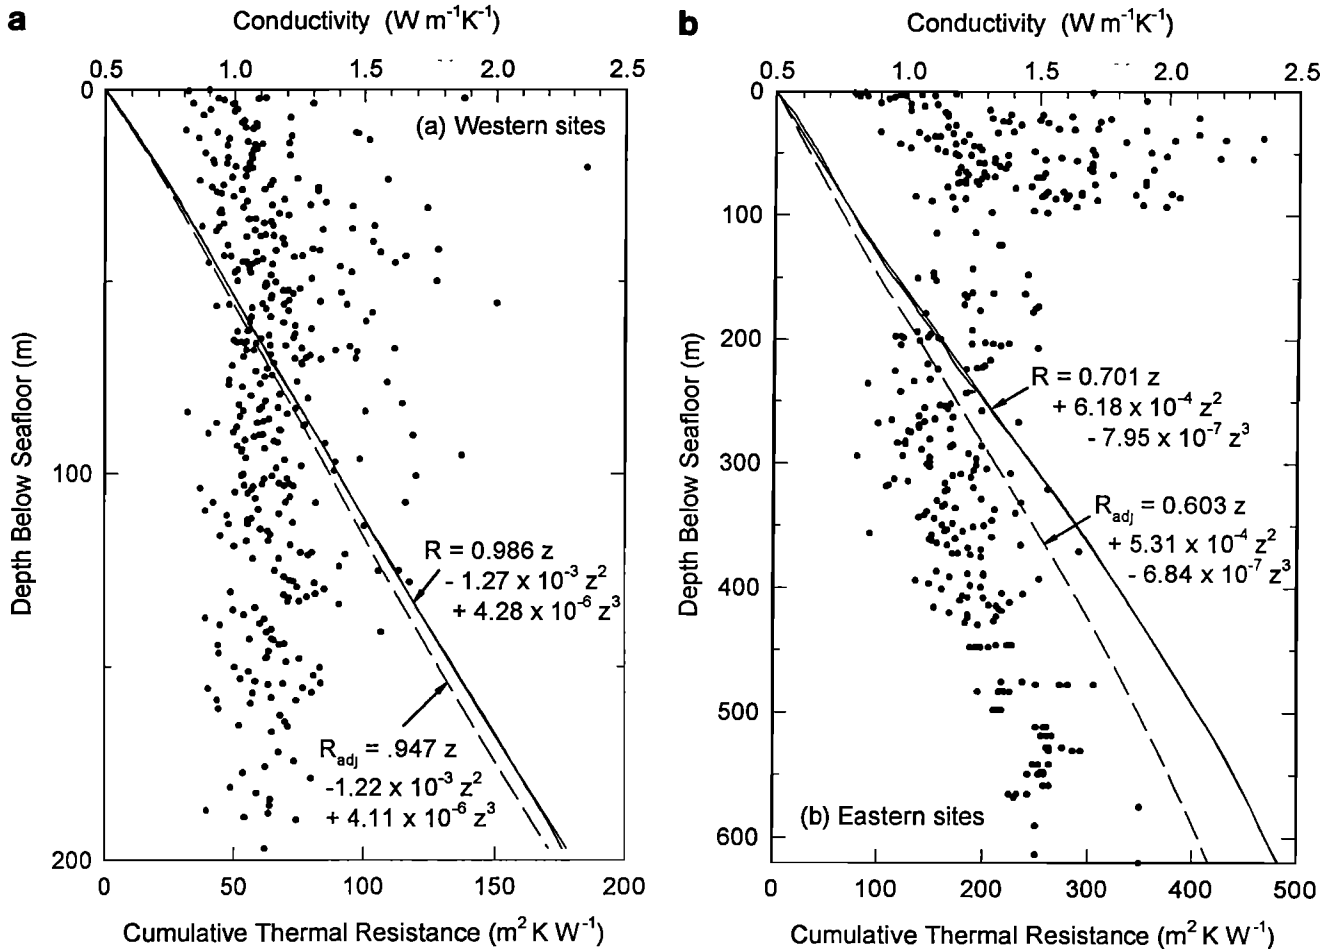 a
Conductivity (W m⁻¹K⁻¹)
0.5 1.0 1.5 2.0 2.5
0
100
200
Depth Below Seafloor (m)
(a) Western sites
R = 0.986 z
- 1.27 x 10⁻³ z²
+ 4.28 x 10⁻⁶ z³
R_adj = .947 z
-1.22 x 10⁻³ z²
+ 4.11 x 10⁻⁶ z³
0 50 100 150 200
Cumulative Thermal Resistance (m² K W⁻¹)
b
Conductivity (W m⁻¹K⁻¹)
0.5 1.0 1.5 2.0 2.5
0
100
200
300
400
500
600
Depth Below Seafloor (m)
R = 0.701 z
+ 6.18 x 10⁻⁴ z²
- 7.95 x 10⁻⁷ z³
R_adj = 0.603 z
+ 5.31 x 10⁻⁴ z²
- 6.84 x 10⁻⁷ z³
(b) Eastern sites
0 100 200 300 400 500
Cumulative Thermal Resistance (m² K W⁻¹)